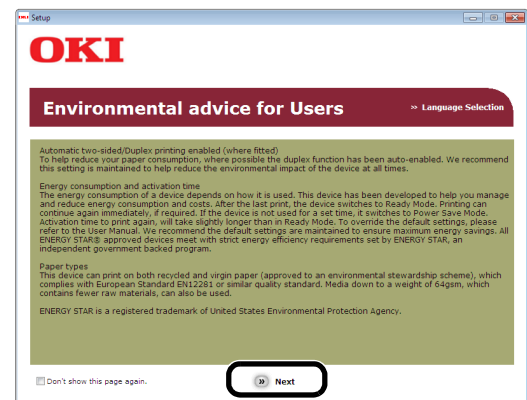 OKI Setup
OKI
Environmental advice for Users
» Language Selection
Automatic two-sided/Duplex printing enabled (where fitted)
To help reduce your paper consumption, where possible the duplex function has been auto-enabled. We recommend
this setting is maintained to help reduce the environmental impact of the device at all times.
Energy consumption and activation time
The energy consumption of a device depends on how it is used. This device has been developed to help you manage
and reduce energy consumption and costs. After the last print, the device switches to Ready Mode. Printing can
continue again immediately, if required. If the device is not used for a set time, it switches to Power Save Mode.
Activation time to print again, will take slightly longer than in Ready Mode. To override the default settings, please
refer to the User Manual. We recommend the default settings are maintained to ensure maximum energy savings. All
ENERGY STAR® approved devices meet with strict energy efficiency requirements set by ENERGY STAR, an
independent government backed program.
Paper types
This device can print on both recycled and virgin paper (approved to an environmental stewardship scheme), which
complies with European Standard EN12281 or similar quality standard. Media down to a weight of 64gsm, which
contains fewer raw materials, can also be used.
ENERGY STAR is a registered trademark of United States Environmental Protection Agency.
Don't show this page again.
» Next